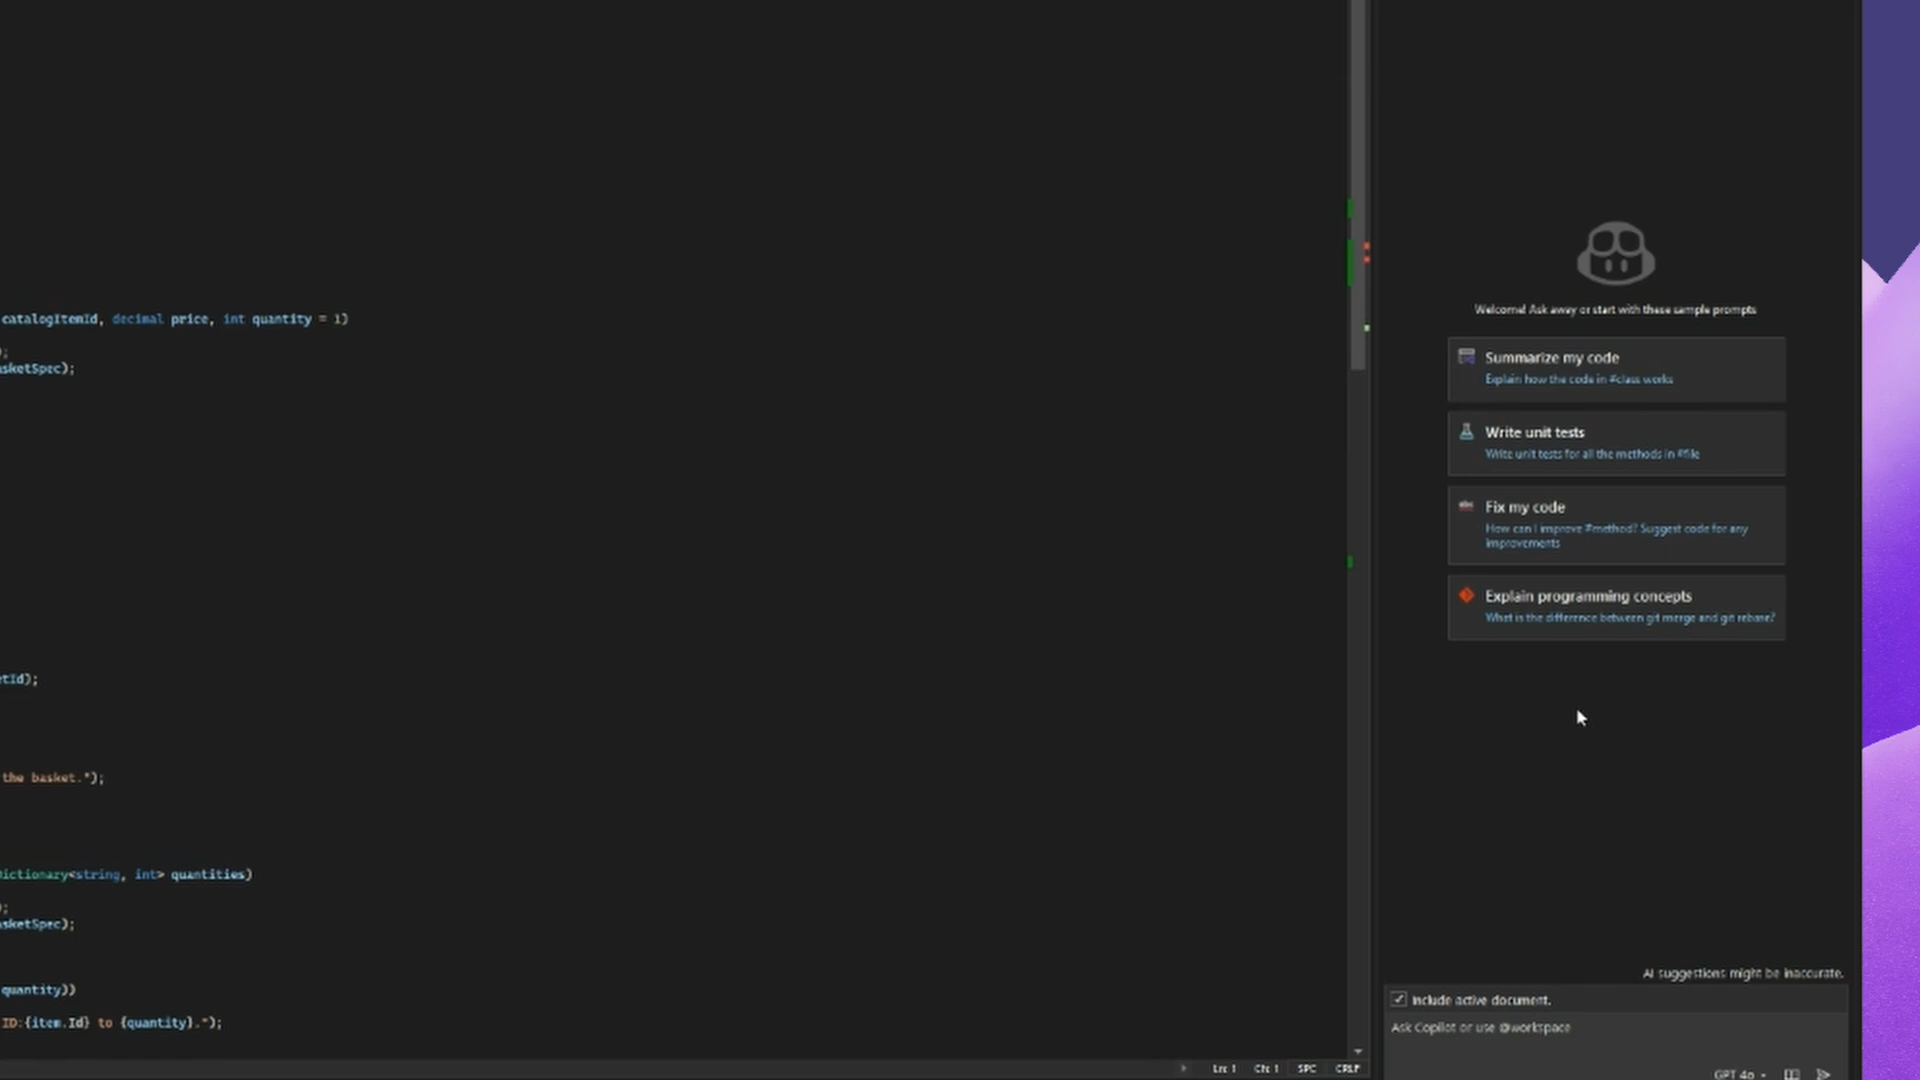 catalogItemId, decimal price, int quantity = 1)
);
asketSpec);
etId);
the basket.");
Dictionary<string, int> quantities)
);
asketSpec);
quantity))
ID:{item.Id} to {quantity}.");
Ln: 1 Ch: 1 SPC CRLF
Welcome! Ask away or start with these sample prompts
Summarize my code
Explain how the code in #class works
Write unit tests
Write unit tests for all the methods in #file
Fix my code
How can I improve #method? Suggest code for any
improvements
Explain programming concepts
What is the difference between git merge and git rebase?
AI suggestions might be inaccurate.
Include active document.
Ask Copilot or use @workspace
GPT 4o